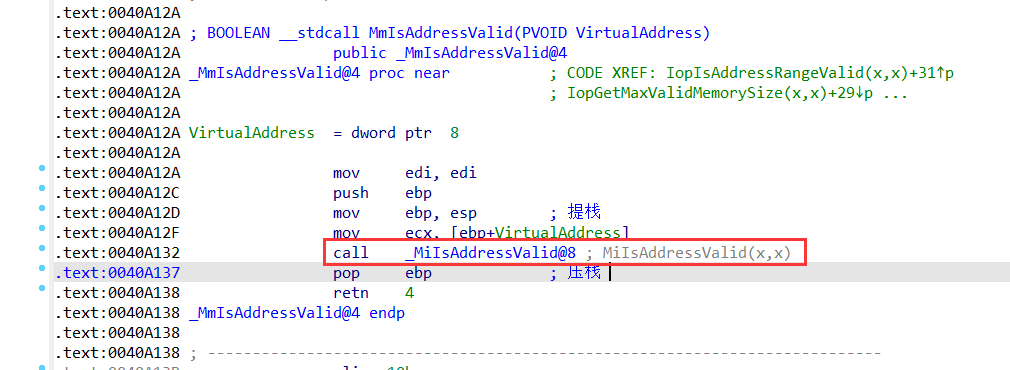 .text:0040A12A
.text:0040A12A ; BOOLEAN __stdcall MmIsAddressValid(PVOID VirtualAddress)
.text:0040A12A public _MmIsAddressValid@4
.text:0040A12A _MmIsAddressValid@4 proc near ; CODE XREF: IopIsAddressRangeValid(x,x)+31↑p
.text:0040A12A ; IopGetMaxValidMemorySize(x,x)+29↓p ...
.text:0040A12A
.text:0040A12A VirtualAddress = dword ptr 8
.text:0040A12A
.text:0040A12A mov edi, edi
.text:0040A12C push ebp
.text:0040A12D mov ebp, esp ; 提栈
.text:0040A12F mov ecx, [ebp+VirtualAddress]
.text:0040A132 call _MiIsAddressValid@8 ; MiIsAddressValid(x,x)
.text:0040A137 pop ebp ; 压栈
.text:0040A138 retn 4
.text:0040A138 _MmIsAddressValid@4 endp
.text:0040A138
.text:0040A138 ; ---------------------------------------------------------------------------